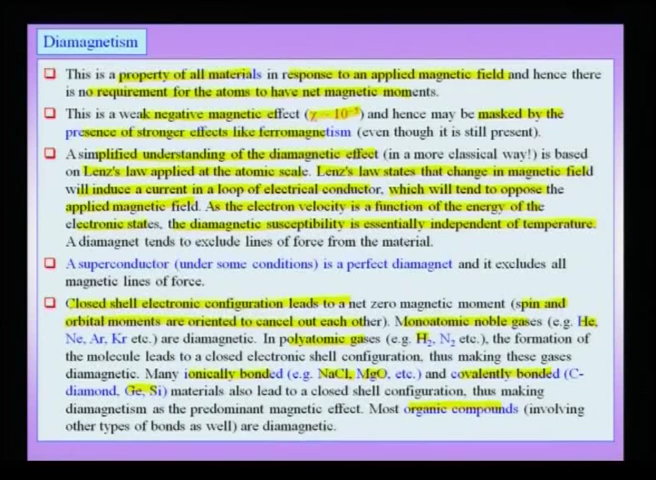 Diamagnetism
❑ This is a property of all materials in response to an applied magnetic field and hence there
is no requirement for the atoms to have net magnetic moments.
❑ This is a weak negative magnetic effect (χ ~ 10⁻⁵) and hence may be masked by the
presence of stronger effects like ferromagnetism (even though it is still present).
❑ A simplified understanding of the diamagnetic effect (in a more classical way!) is based
on Lenz's law applied at the atomic scale. Lenz's law states that change in magnetic field
will induce a current in a loop of electrical conductor, which will tend to oppose the
applied magnetic field. As the electron velocity is a function of the energy of the
electronic states, the diamagnetic susceptibility is essentially independent of temperature.
A diamagnet tends to exclude lines of force from the material.
❑ A superconductor (under some conditions) is a perfect diamagnet and it excludes all
magnetic lines of force.
❑ Closed shell electronic configuration leads to a net zero magnetic moment (spin and
orbital moments are oriented to cancel out each other). Monoatomic noble gases (e.g. He,
Ne, Ar, Kr etc.) are diamagnetic. In polyatomic gases (e.g. H₂, N₂ etc.), the formation of
the molecule leads to a closed electronic shell configuration, thus making these gases
diamagnetic. Many ionically bonded (e.g. NaCl, MgO, etc.) and covalently bonded (C-
diamond, Ge, Si) materials also lead to a closed shell configuration, thus making
diamagnetism as the predominant magnetic effect. Most organic compounds (involving
other types of bonds as well) are diamagnetic.